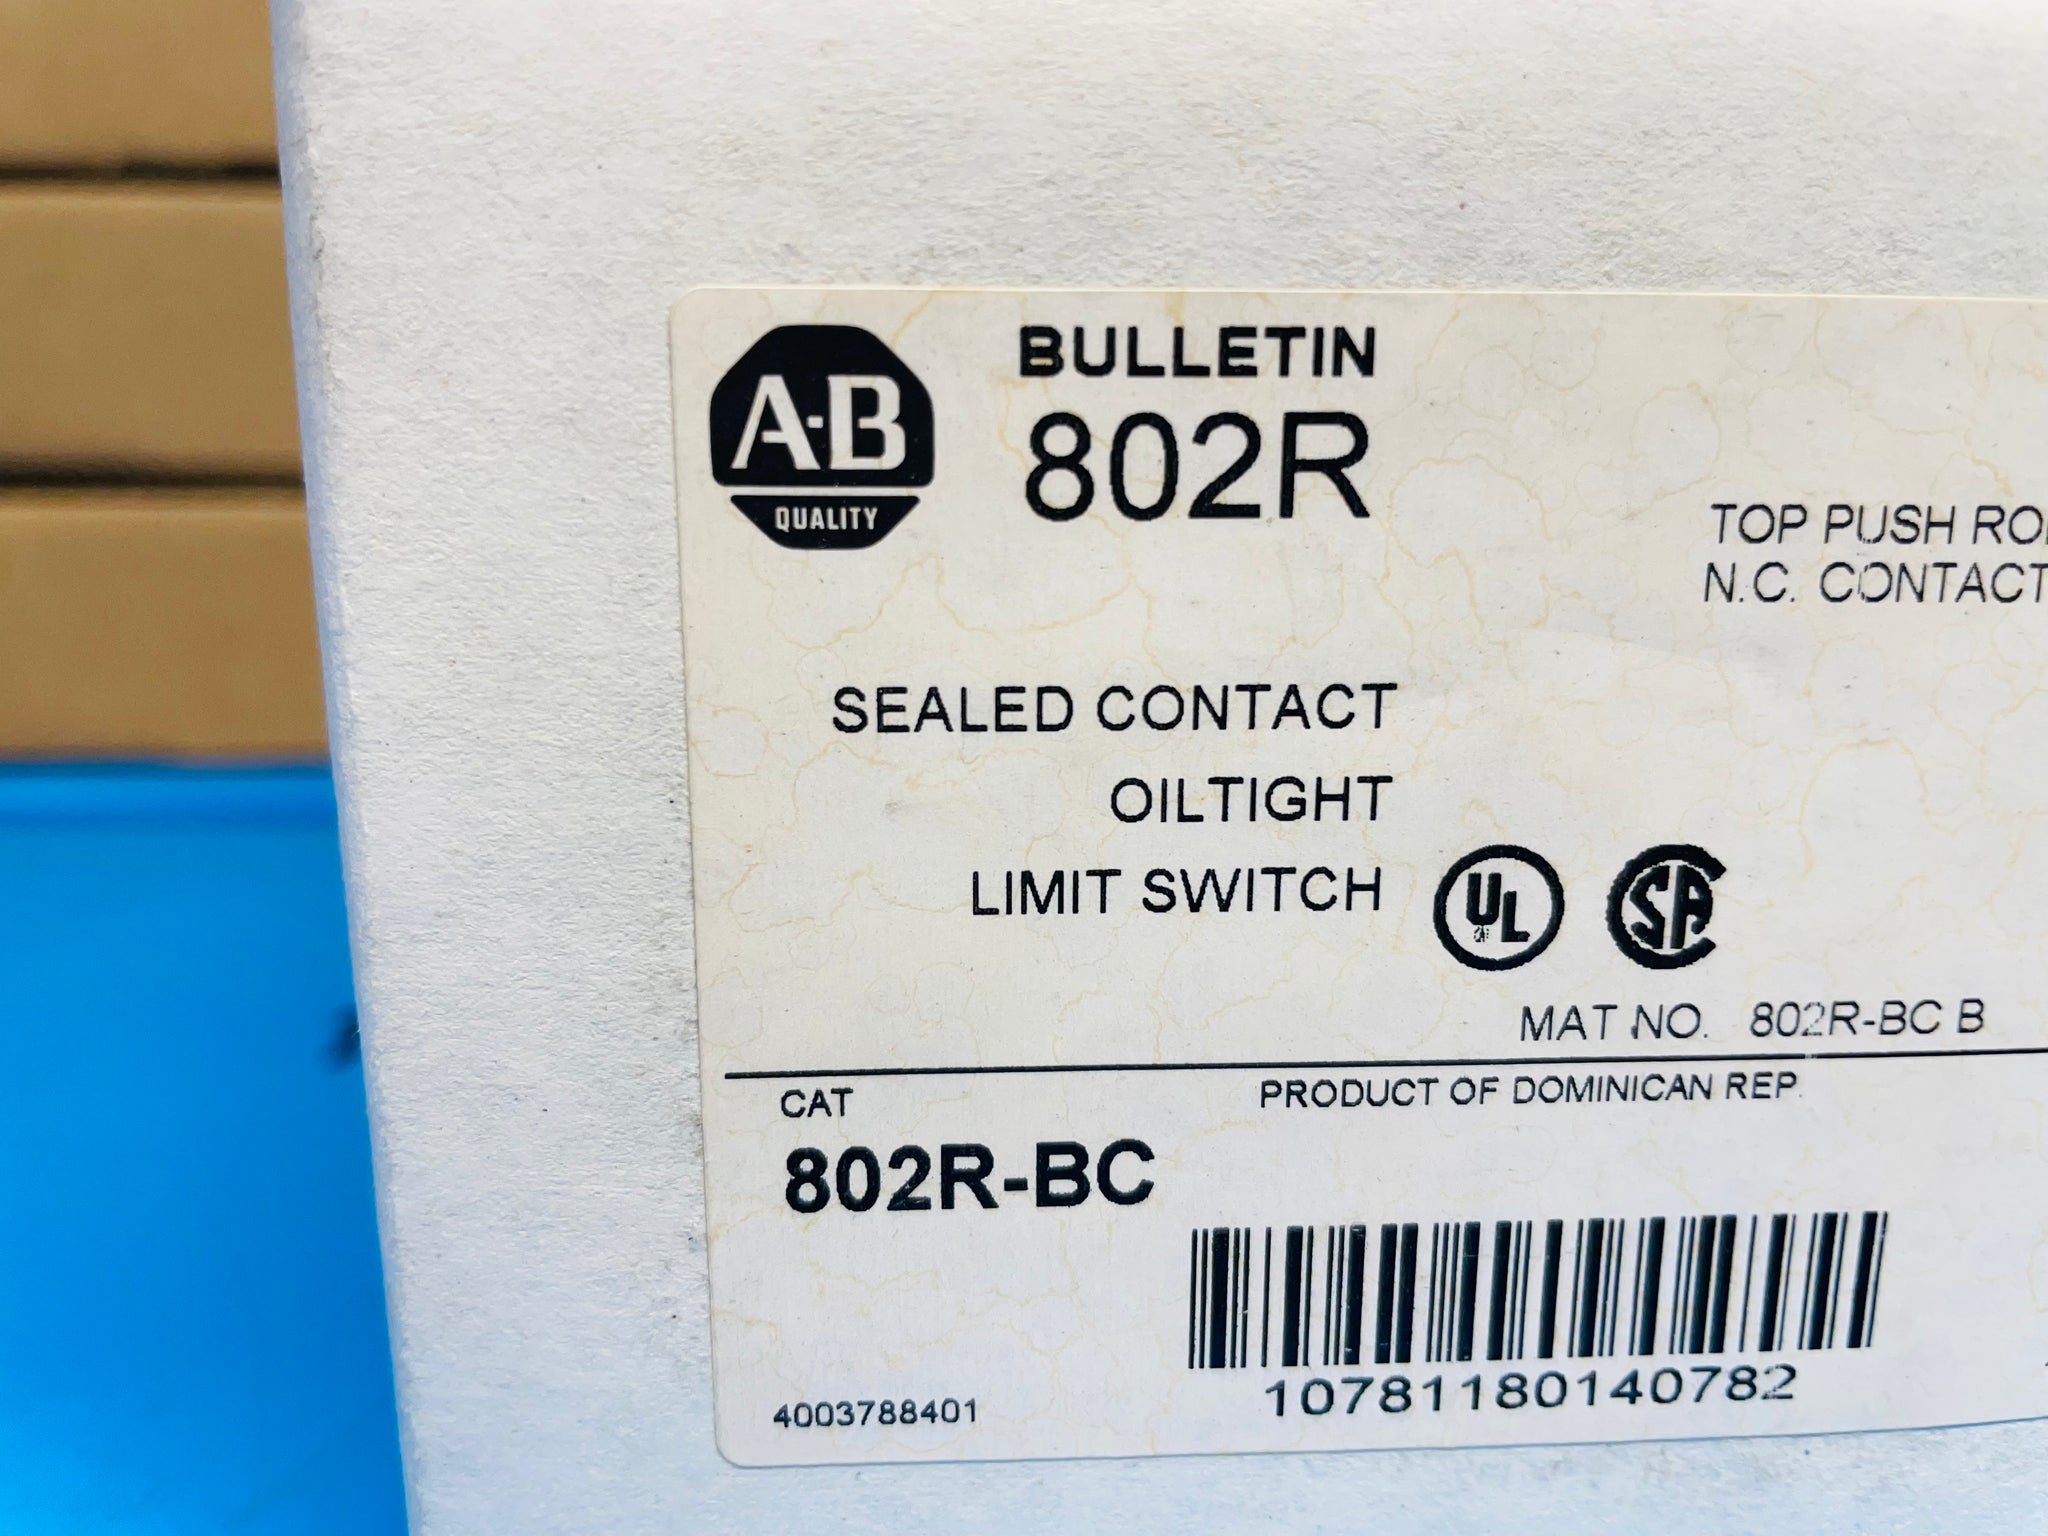 A-B
QUALITY
BULLETIN
802R
TOP PUSH
N.C. CONTACT
SEALED CONTACT
OILTIGHT
LIMIT SWITCH
UL
SA
MAT NO. 802R-BC B
CAT
PRODUCT OF DOMINICAN REP.
802R-BC
10781180140782
4003788401